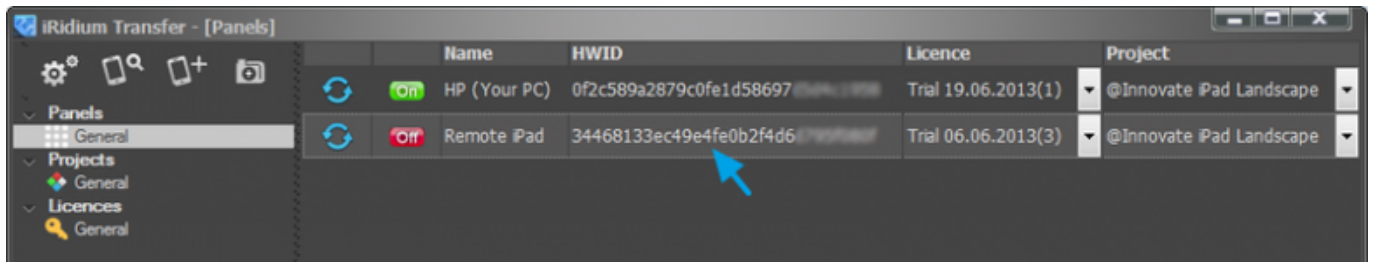 iRidium Transfer - [Panels]
Name HWID Licence Project
On HP (Your PC) 0f2c589a2879c0fe1d58697 Trial 19.06.2013(1) @Innovate iPad Landscape
Off Remote iPad 34468133ec49e4fe0b2f4d6 Trial 06.06.2013(3) @Innovate iPad Landscape
Panels
General
Projects
General
Licences
General